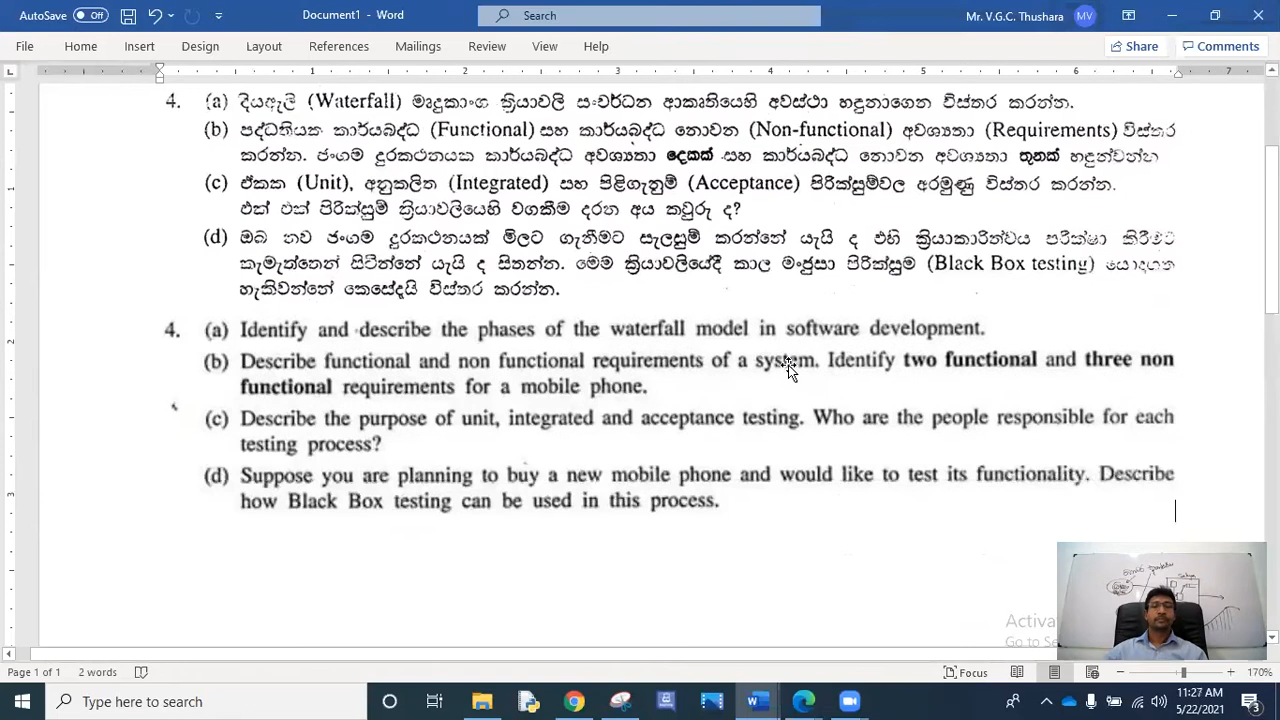 AutoSave Off
Document1 - Word
Search
Mr. V.G.C. Thushara MV
File Home Insert Design Layout References Mailings Review View Help Share Comments
1 2 3 4 5 6 7
4. (a) දියඇලි (Waterfall) මෘදුකාංග ක්‍රියාවලි සංවර්ධන ආකෘතියෙහි අවස්ථා හඳුනාගෙන විස්තර කරන්න.
(b) පද්ධතියක කාර්යබද්ධ (Functional) සහ කාර්යබද්ධ නොවන (Non-functional) අවශ්‍යතා (Requirements) විස්තර
කරන්න. ජංගම දුරකථනයක කාර්යබද්ධ අවශ්‍යතා දෙකක් සහ කාර්යබද්ධ නොවන අවශ්‍යතා තුනක් හඳුන්වන්න
(c) ඒකක (Unit), අනුකලිත (Integrated) සහ පිළිගැනුම් (Acceptance) පිරික්සුම්වල අරමුණු විස්තර කරන්න.
එක් එක් පිරික්සුම් ක්‍රියාවලියෙහි වගකීම දරන අය කවුරු ද?
(d) ඔබ නව ජංගම දුරකථනයක් මිලට ගැනීමට සැලසුම් කරන්නේ යැයි ද එහි ක්‍රියාකාරිත්වය පරීක්ෂා කිරීමට
කැමැත්තෙන් සිටින්නේ යැයි ද සිතන්න. මෙම ක්‍රියාවලියේදී කාල මංජුසා පිරික්සුම (Black Box testing) යොදාගත
හැකිවන්නේ කෙසේදැයි විස්තර කරන්න.
4. (a) Identify and describe the phases of the waterfall model in software development.
(b) Describe functional and non functional requirements of a system. Identify two functional and three non
functional requirements for a mobile phone.
(c) Describe the purpose of unit, integrated and acceptance testing. Who are the people responsible for each
testing process?
(d) Suppose you are planning to buy a new mobile phone and would like to test its functionality. Describe
how Black Box testing can be used in this process.
Page 1 of 1 2 words Focus 170%
Type here to search
11:27 AM
5/22/2021